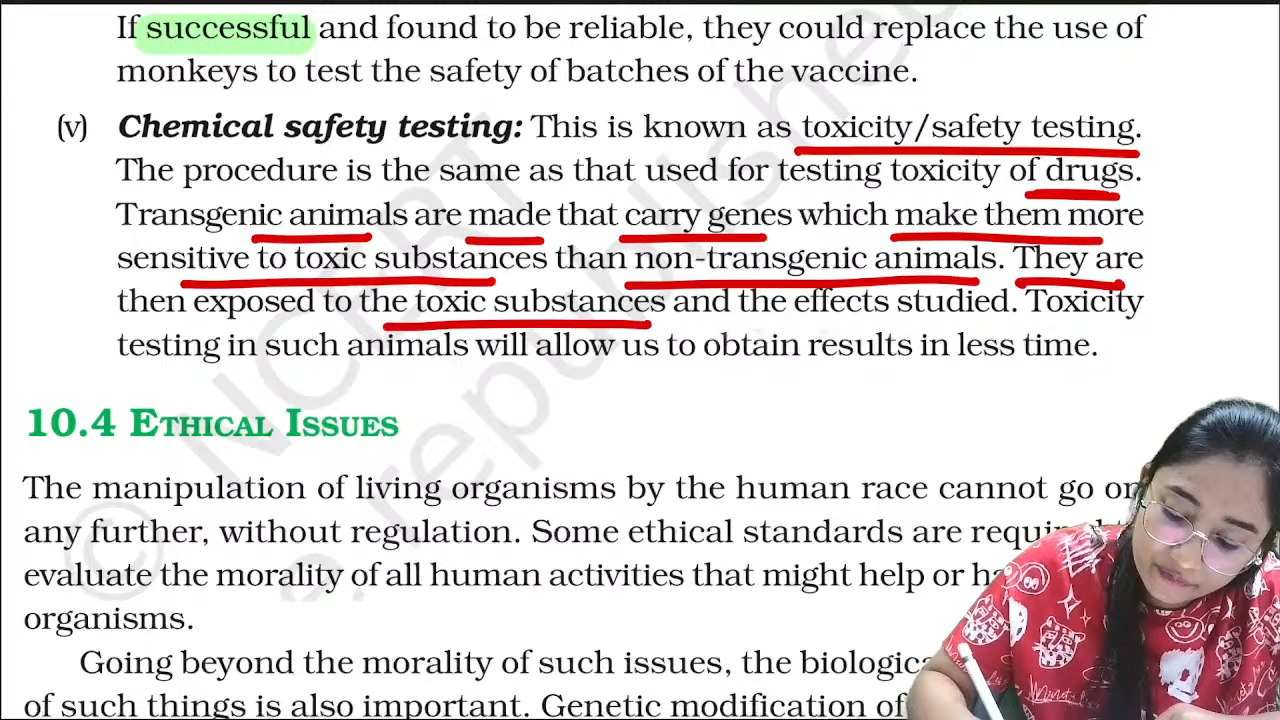 If successful and found to be reliable, they could replace the use of
monkeys to test the safety of batches of the vaccine.
(v) Chemical safety testing: This is known as toxicity/safety testing.
The procedure is the same as that used for testing toxicity of drugs.
Transgenic animals are made that carry genes which make them more
sensitive to toxic substances than non-transgenic animals. They are
then exposed to the toxic substances and the effects studied. Toxicity
testing in such animals will allow us to obtain results in less time.
10.4 ETHICAL ISSUES
The manipulation of living organisms by the human race cannot go on
any further, without regulation. Some ethical standards are
evaluate the morality of all human activities that might help or
organisms.
Going beyond the morality of such issues, the
of such things is also important. Genetic modification of
© NCERT
republished